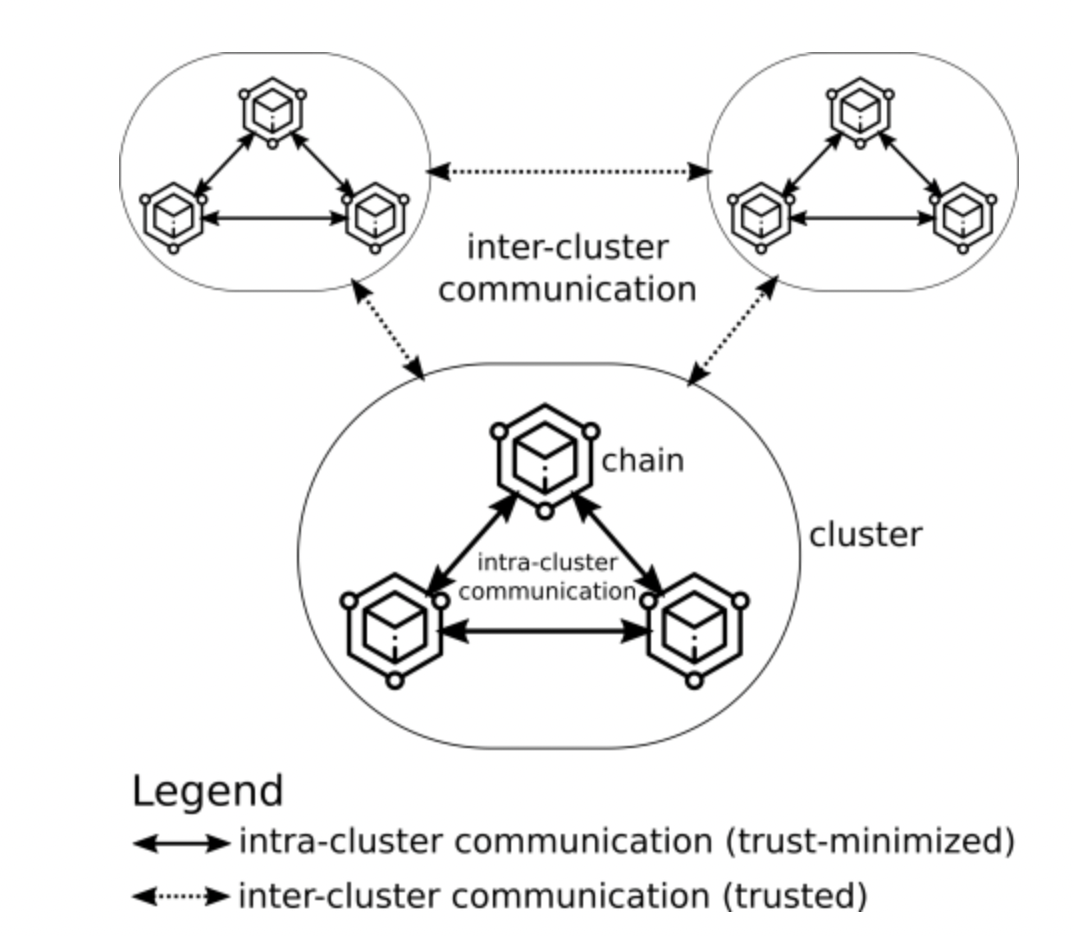 inter-cluster
communication
chain
cluster
intra-cluster
communication
Legend
intra-cluster communication (trust-minimized)
inter-cluster communication (trusted)